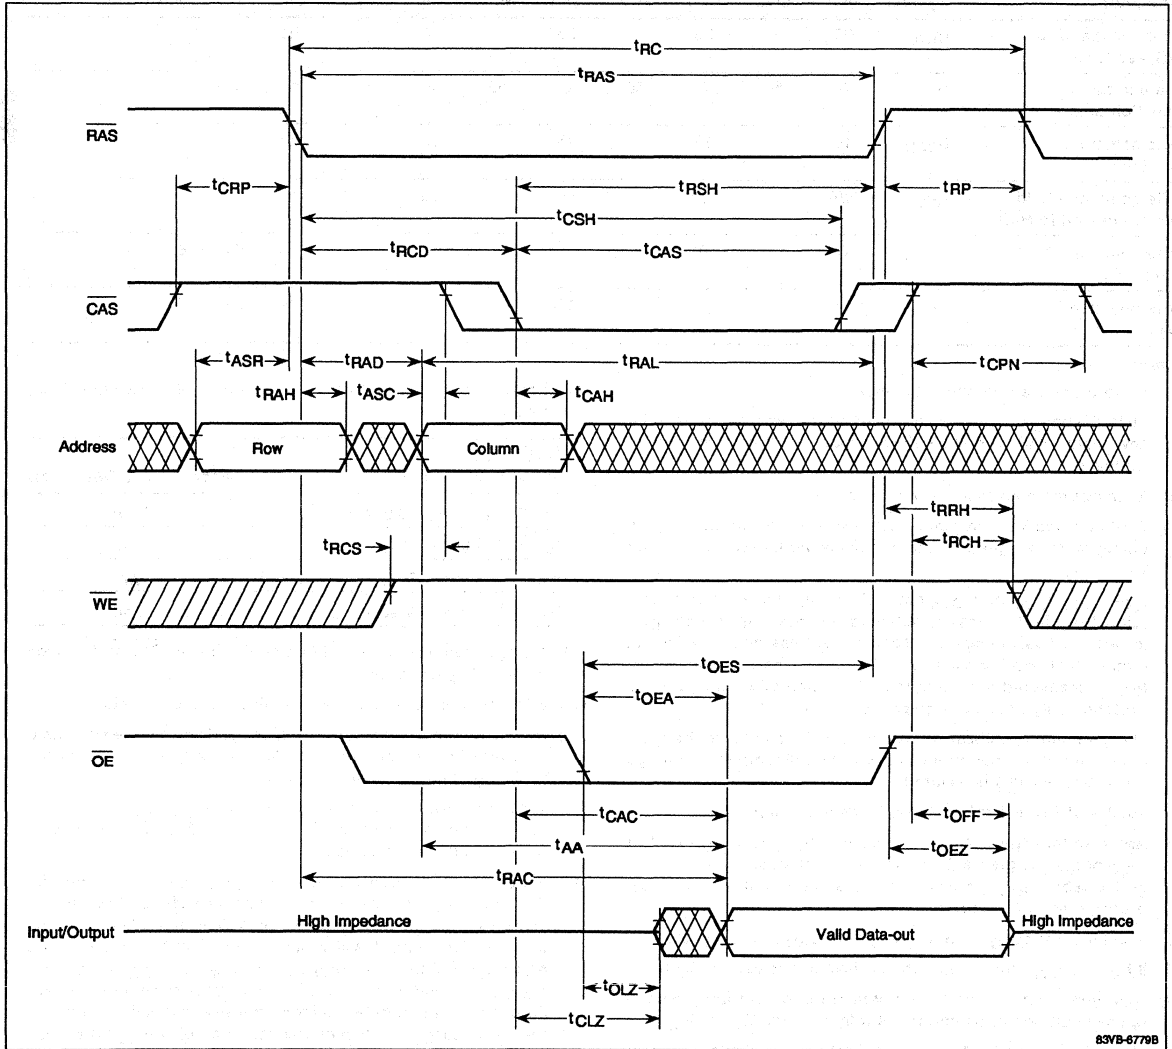 tRC
tRAS
RAS
tCRP
tRSH
tRP
tCSH
tRCD
tCAS
CAS
tASR
tRAD
tRAL
tCPN
tRAH
tASC
tCAH
Address
Row
Column
tRRH
tRCS
tRCH
WE
tOES
tOEA
OE
tCAC
tOFF
tAA
tOEZ
tRAC
High Impedance
High Impedance
Input/Output
Valid Data-out
tOLZ
tCLZ
83VB-6779B